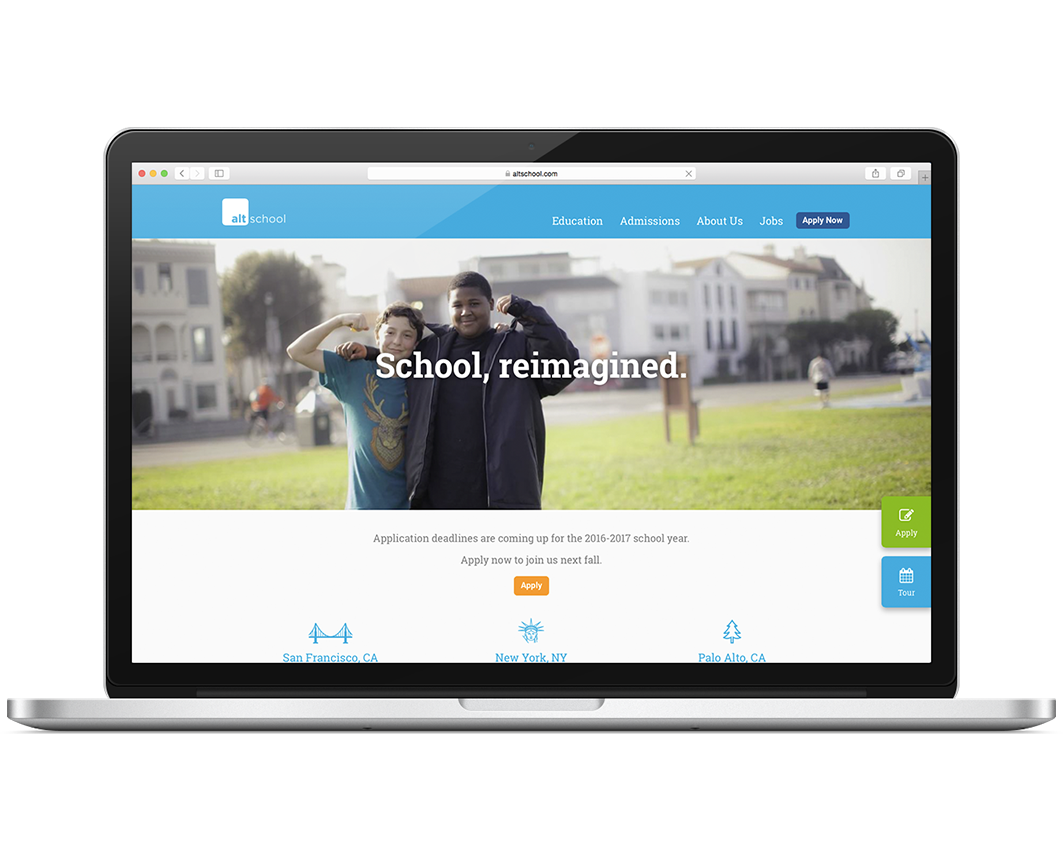 altschool.com
alt school
Education Admissions About Us Jobs Apply Now
School, reimagined.
Application deadlines are coming up for the 2016-2017 school year.
Apply now to join us next fall.
Apply
Apply
Tour
San Francisco, CA New York, NY Palo Alto, CA